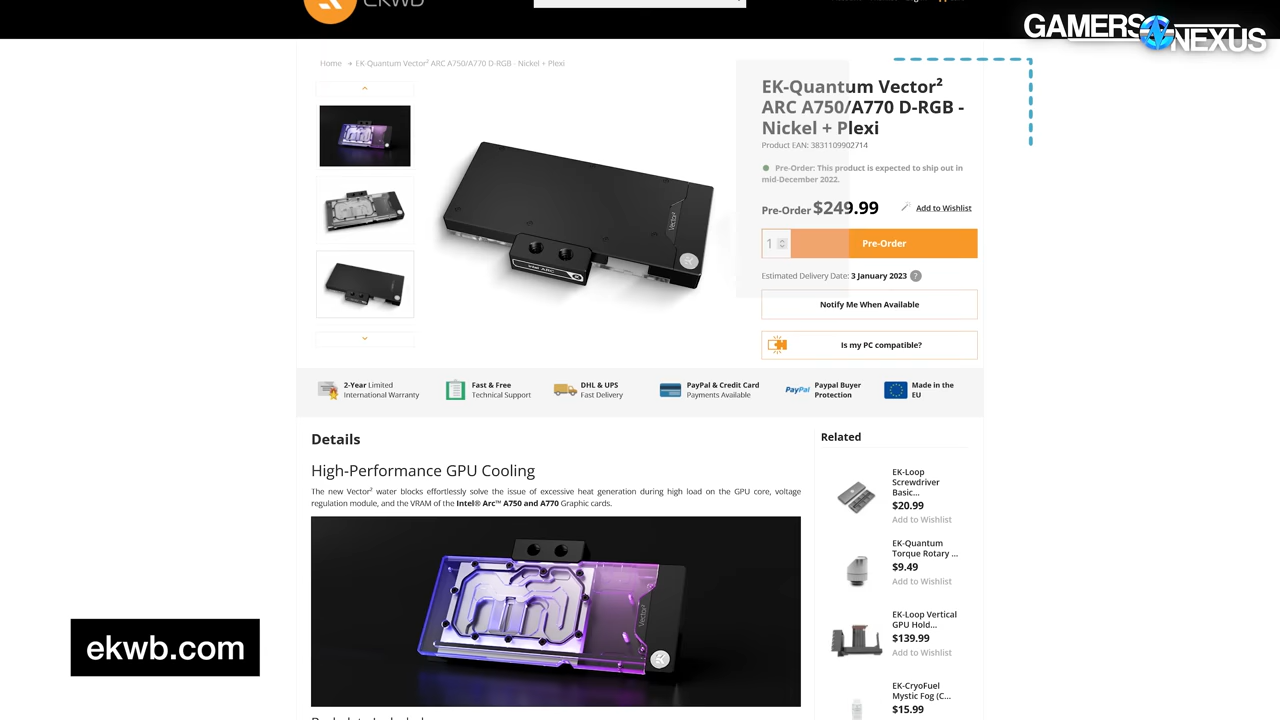 GAMERS NEXUS
Home → EK-Quantum Vector² ARC A750/A770 D-RGB - Nickel + Plexi
EK-Quantum Vector²
ARC A750/A770 D-RGB -
Nickel + Plexi
Product EAN: 3831109902714
Pre-Order: This product is expected to ship out in
mid-December 2022.
Pre-Order $249.99
Add to Wishlist
1
Pre-Order
Estimated Delivery Date: 3 January 2023 ?
Notify Me When Available
Is my PC compatible?
Vector²
2-Year Limited
International Warranty
Fast & Free
Technical Support
DHL & UPS
Fast Delivery
PayPal & Credit Card
Payments Available
PayPal
Paypal Buyer
Protection
Made in the
EU
Details
High-Performance GPU Cooling
The new Vector² water blocks effortlessly solve the issue of excessive heat generation during high load on the GPU core, voltage
regulation module, and the VRAM of the Intel® Arc™ A750 and A770 Graphic cards.
Vector²
Related
EK-Loop
Screwdriver
Basic...
$20.99
Add to Wishlist
EK-Quantum
Torque Rotary ...
$9.49
Add to Wishlist
EK-Loop Vertical
GPU Hold...
$139.99
Add to Wishlist
EK-CryoFuel
Mystic Fog (C...
$15.99
ekwb.com